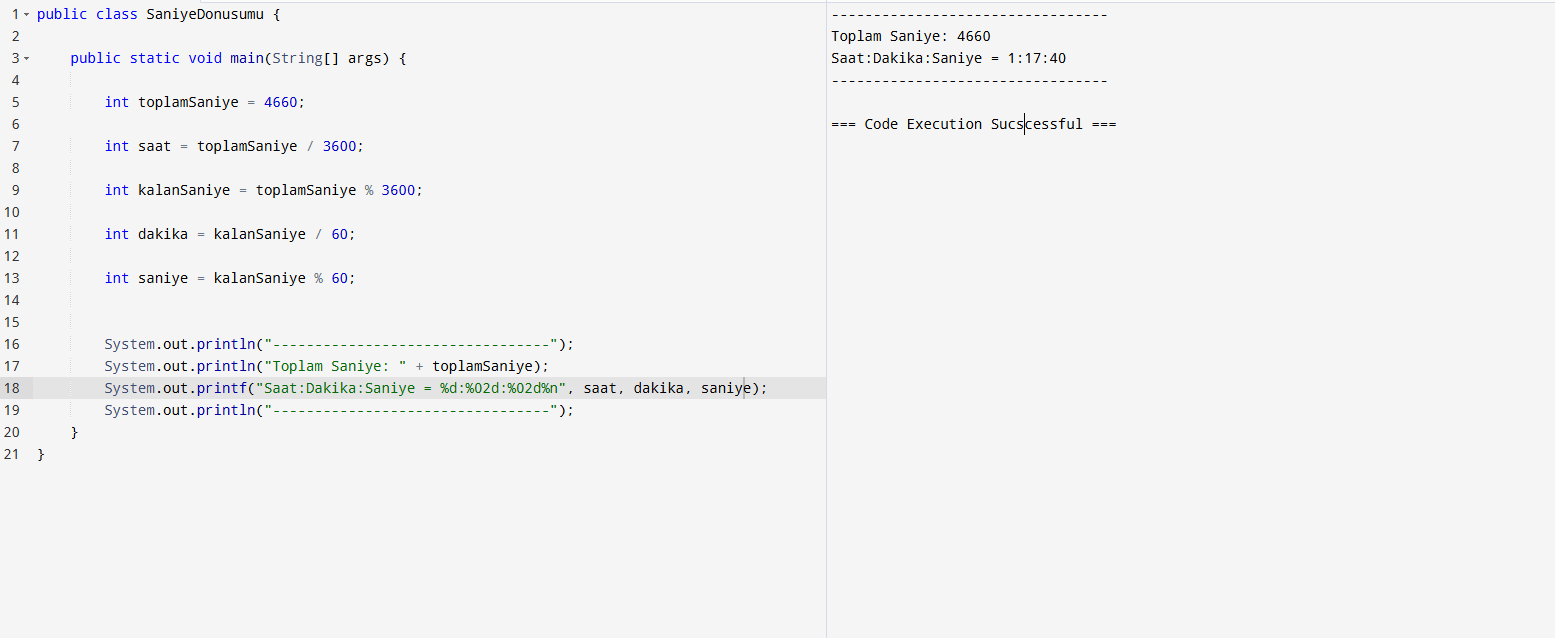 1 public class SaniyeDonusumu {
2
3     public static void main(String[] args) {
4
5         int toplamSaniye = 4660;
6
7         int saat = toplamSaniye / 3600;
8
9         int kalanSaniye = toplamSaniye % 3600;
10
11         int dakika = kalanSaniye / 60;
12
13         int saniye = kalanSaniye % 60;
14
15
16         System.out.println("---------------------------------");
17         System.out.println("Toplam Saniye: " + toplamSaniye);
18         System.out.printf("Saat:Dakika:Saniye = %d:%02d:%02d%n", saat, dakika, saniye);
19         System.out.println("---------------------------------");
20     }
21 }
---------------------------------
Toplam Saniye: 4660
Saat:Dakika:Saniye = 1:17:40
---------------------------------
=== Code Execution Sucscessful ===